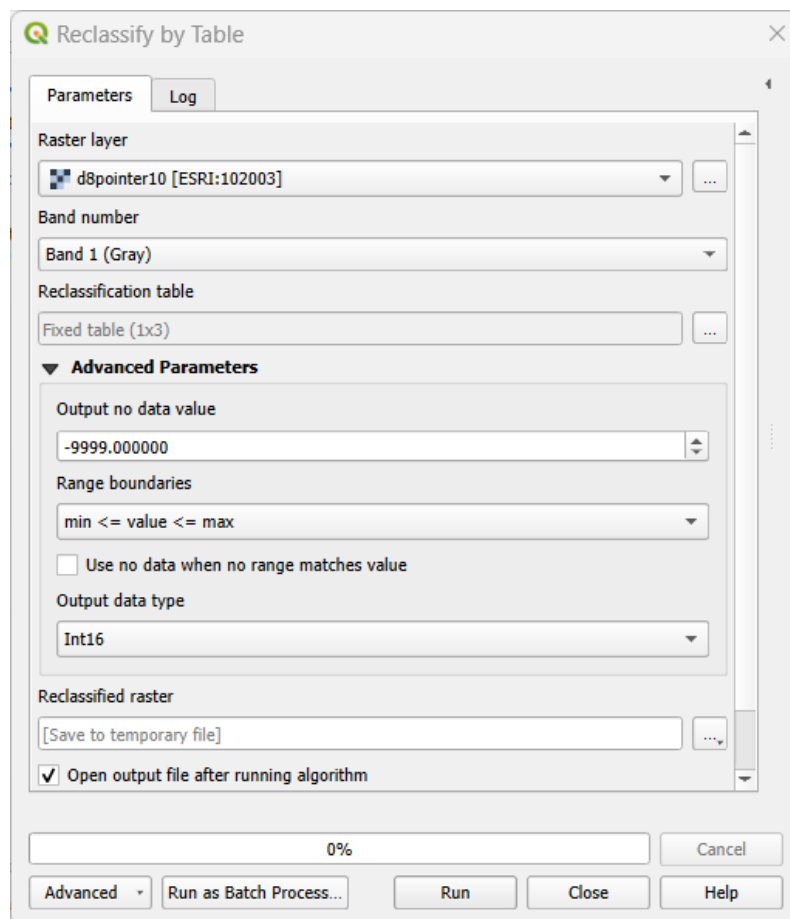 Reclassify by Table
Parameters Log
Raster layer
d8pointer10 [ESRI:102003]
...
Band number
Band 1 (Gray)
Reclassification table
Fixed table (1x3)
...
Advanced Parameters
Output no data value
-9999.000000
Range boundaries
min <= value <= max
Use no data when no range matches value
Output data type
Int16
Reclassified raster
[Save to temporary file]
...
Open output file after running algorithm
0% Cancel
Advanced Run as Batch Process... Run Close Help